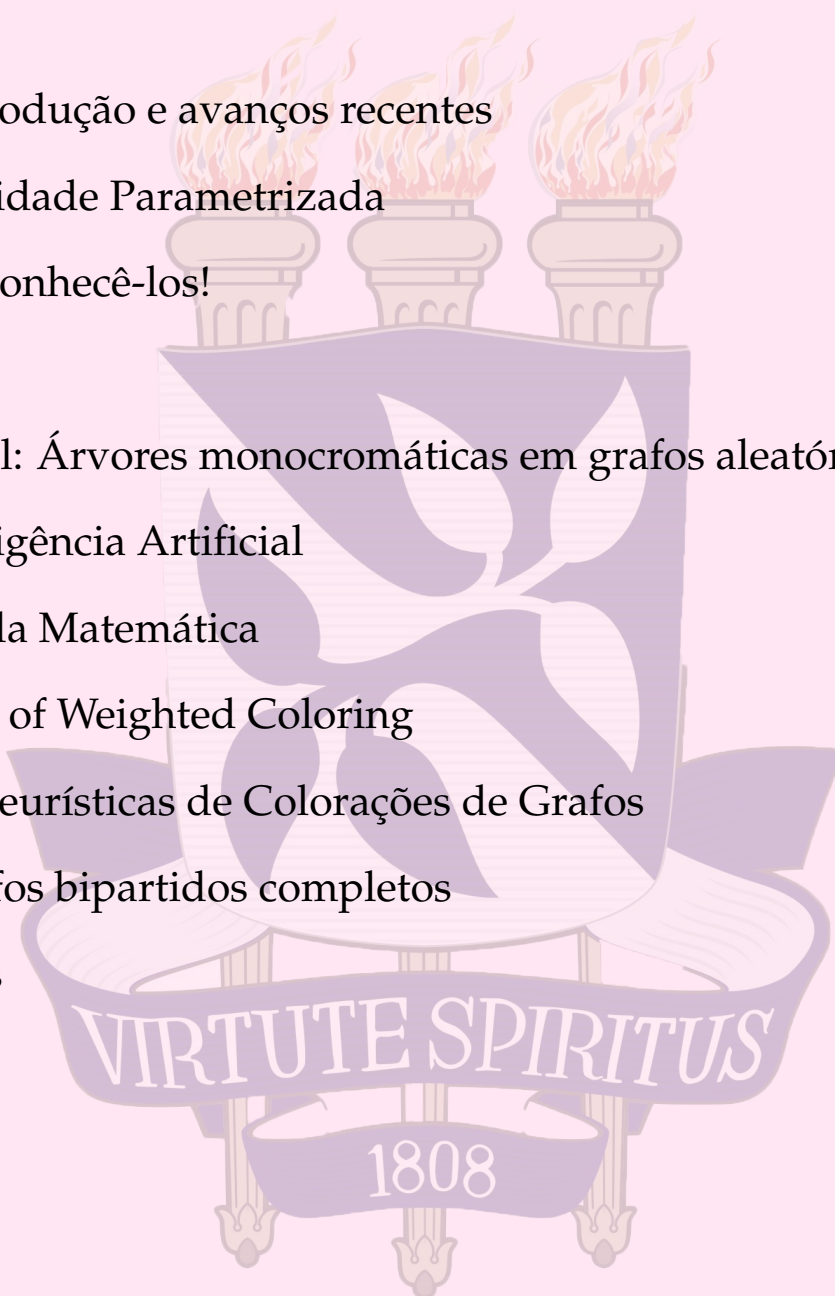 odução e avanços recentes
idade Parametrizada
onhecê-los!
l: Árvores monocromáticas em grafos aleatór
igência Artificial
la Matemática
of Weighted Coloring
eurísticas de Colorações de Grafos
fos bipartidos completos
VIRTUTE SPIRITUS
1808